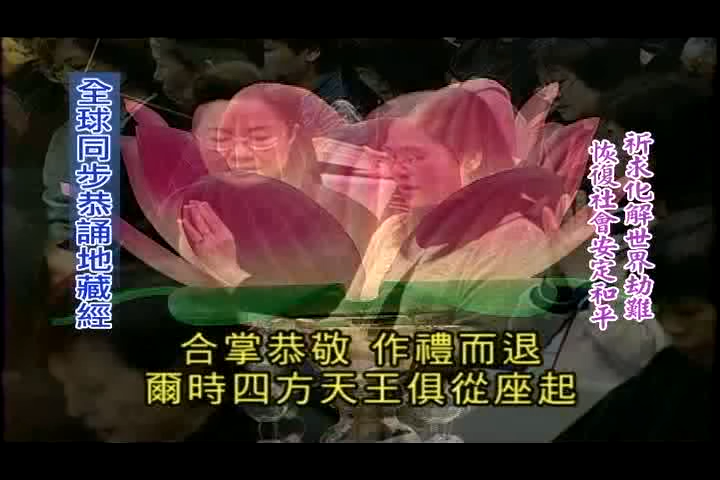 全球同步恭誦地藏經
祈求化解世界劫難
恢復社會安定和平
合掌恭敬 作禮而退
爾時四方天王俱從座起